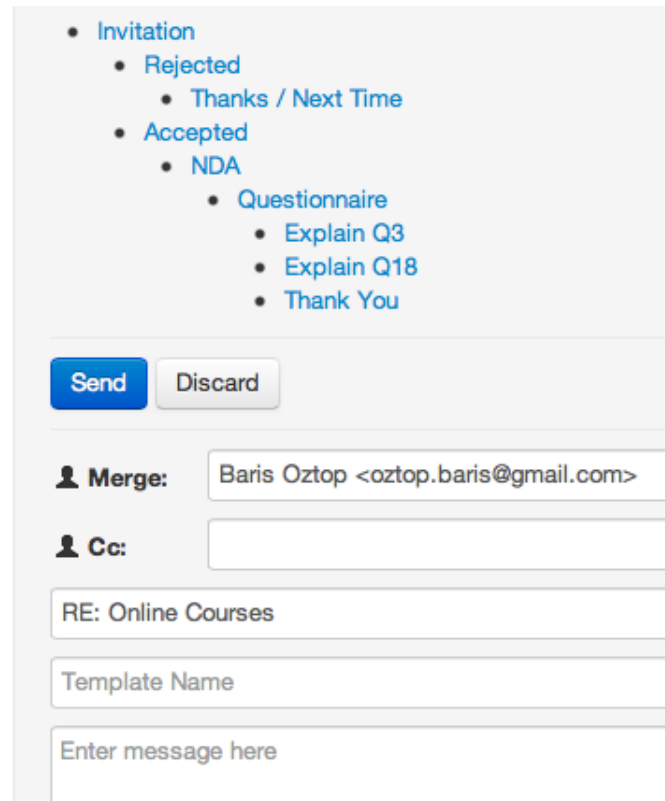 Invitation
Rejected
Thanks / Next Time
Accepted
NDA
Questionnaire
Explain Q3
Explain Q18
Thank You
Send Discard
Merge: Baris Oztop <oztop.baris@gmail.com>
Cc:
RE: Online Courses
Template Name
Enter message here